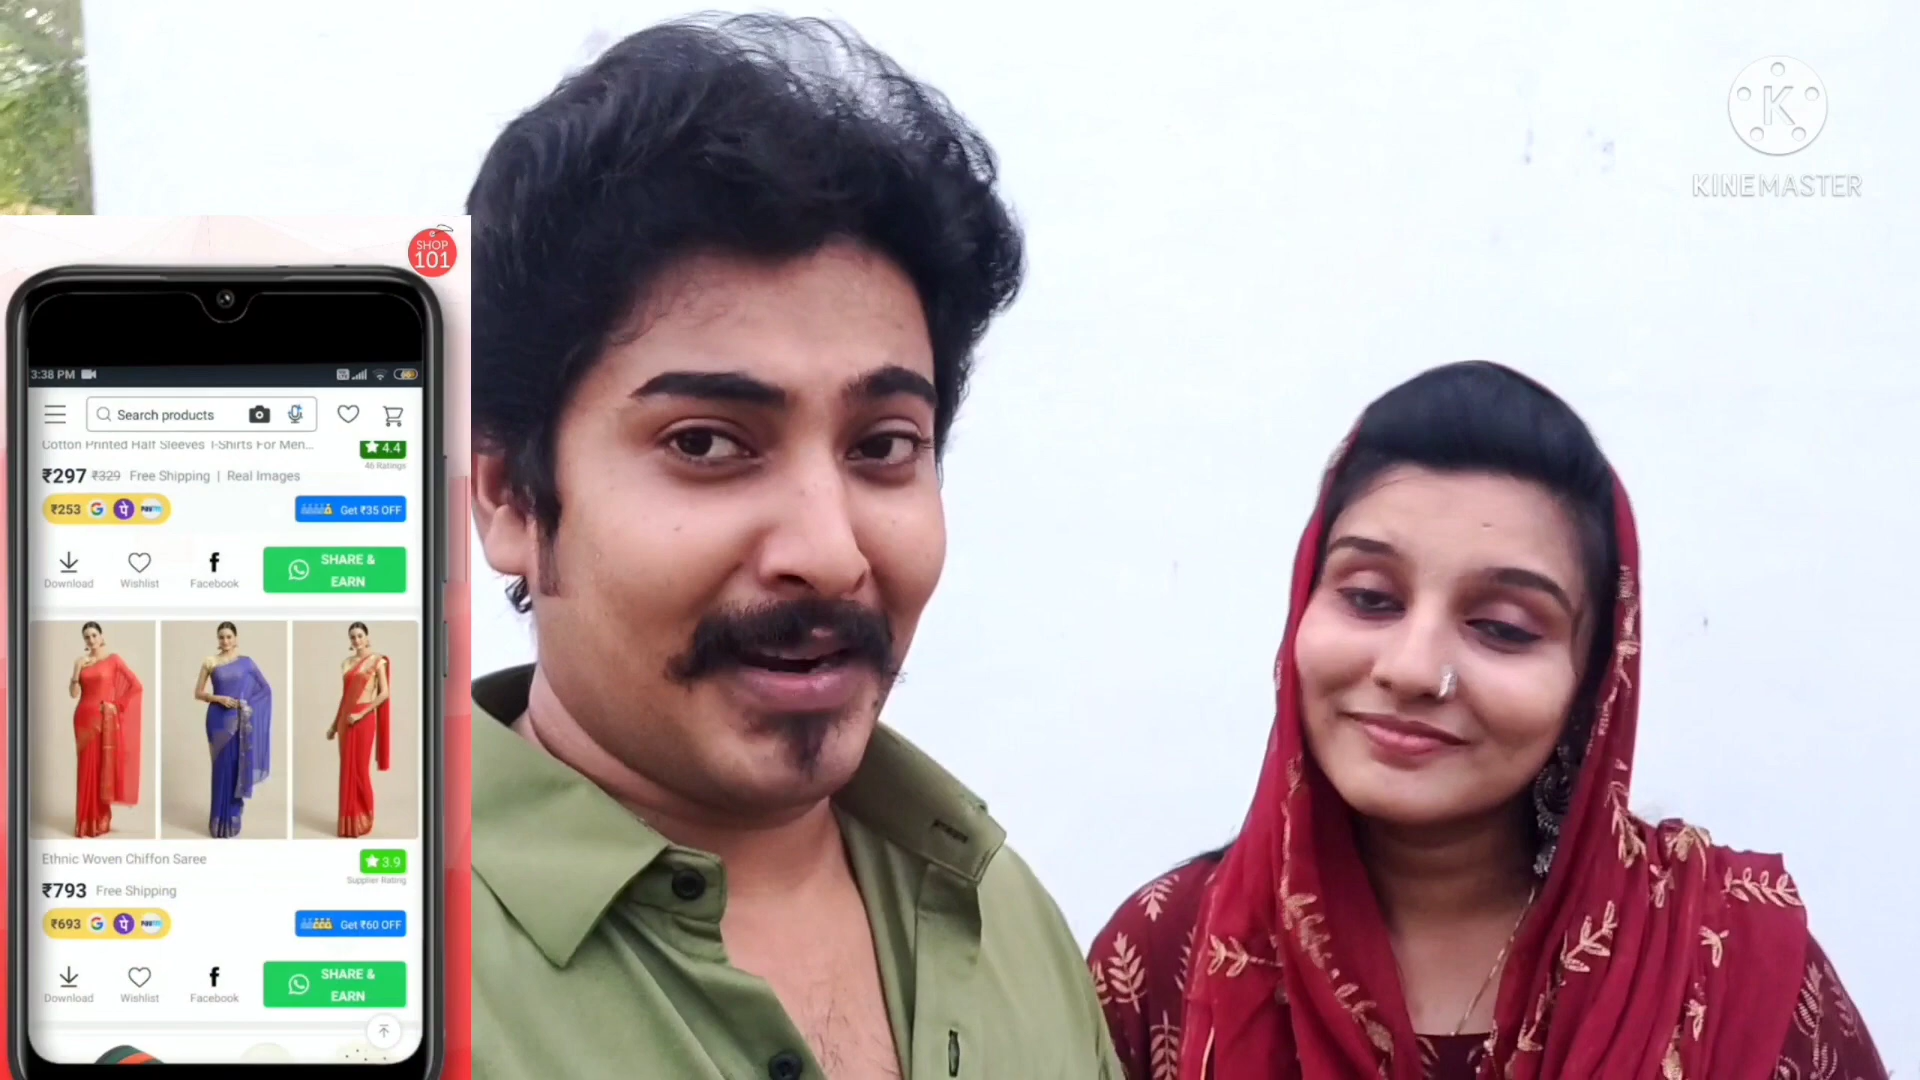 KINEMASTER
SHOP
101
3:38 PM
Search products
Cotton Printed Half Sleeves T-Shirts For Men...
4.4
46 Ratings
₹297 ₹329 Free Shipping | Real Images
₹253 G पे Paytm
Get ₹35 OFF
Download
Wishlist
Facebook
SHARE &
EARN
Ethnic Woven Chiffon Saree
3.9
Supplier Rating
₹793 Free Shipping
₹693 G पे Paytm
Get ₹60 OFF
Download
Wishlist
Facebook
SHARE &
EARN